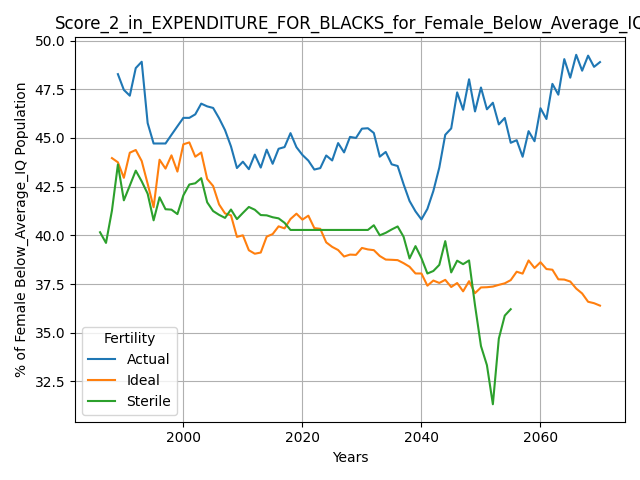 Score_2_in_EXPENDITURE_FOR_BLACKS_for_Female_Below_Average_IQ
50.0
47.5
45.0
42.5
40.0
37.5
35.0
32.5
% of Female Below_Average_IQ Population
Fertility
Actual
Ideal
Sterile
2000 2020 2040 2060
Years